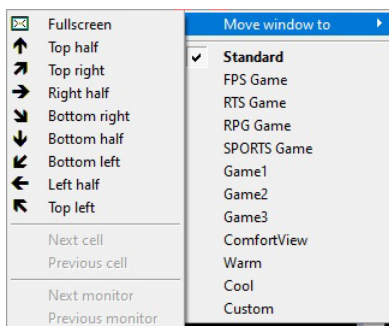 Fullscreen
Top half
Top right
Right half
Bottom right
Bottom half
Bottom left
Left half
Top left
Next cell
Previous cell
Next monitor
Previous monitor
Move window to
Standard
FPS Game
RTS Game
RPG Game
SPORTS Game
Game1
Game2
Game3
ComfortView
Warm
Cool
Custom